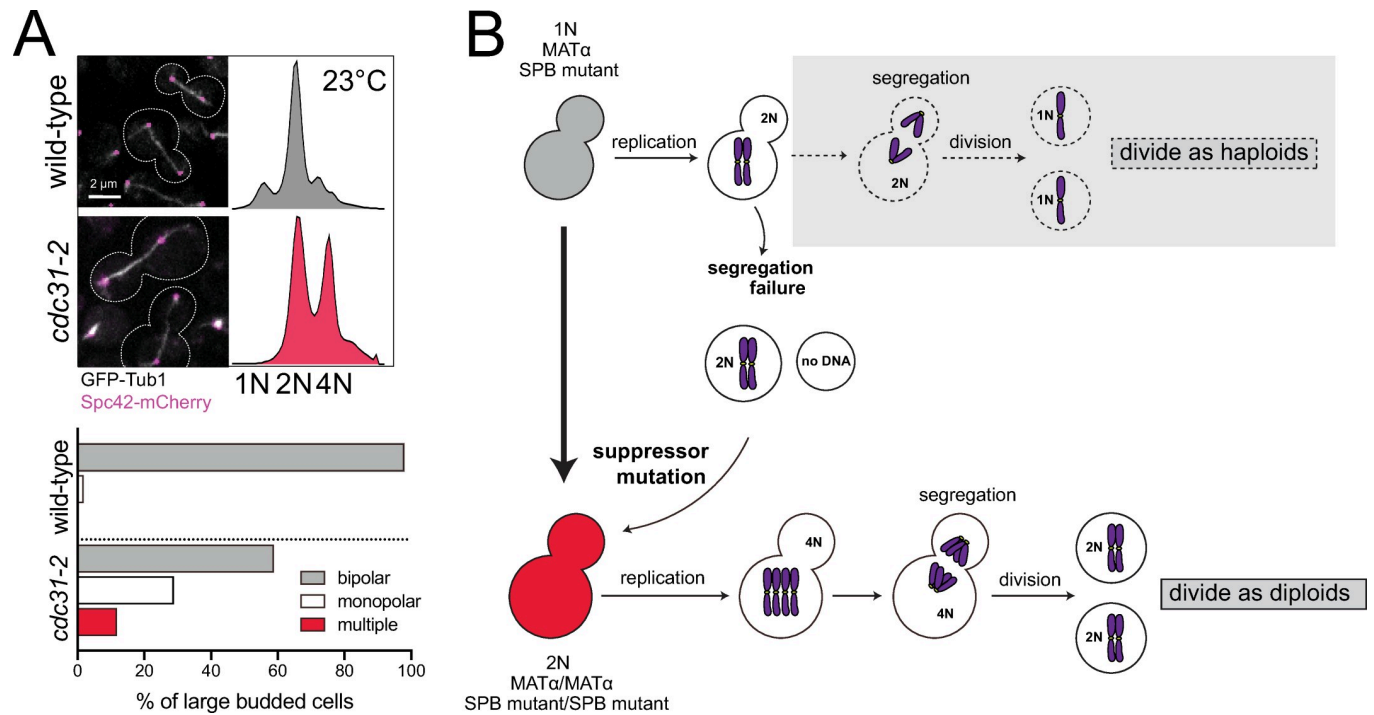 A
wild-type
23°C
2 µm
cdc31-2
1N 2N 4N
GFP-Tub1
Spc42-mCherry
wild-type
cdc31-2
bipolar
monopolar
multiple
0 20 40 60 80 100
% of large budded cells
B
1N
MATα
SPB mutant
replication
2N
segregation
2N
division
1N
1N
divide as haploids
segregation
failure
2N
no DNA
suppressor
mutation
2N
MATα/MATα
SPB mutant/SPB mutant
replication
4N
segregation
4N
division
2N
2N
divide as diploids